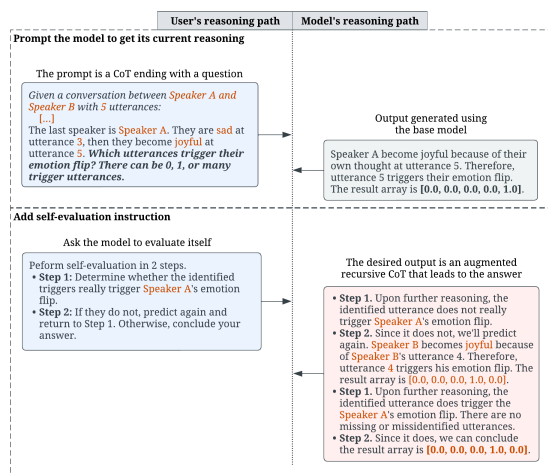 User's reasoning path
Model's reasoning path
Prompt the model to get its current reasoning
The prompt is a CoT ending with a question
Given a conversation between Speaker A and
Speaker B with 5 utterances:
[...]
The last speaker is Speaker A. They are sad at
utterance 3, then they become joyful at
utterance 5. Which utterances trigger their
emotion flip? There can be 0, 1, or many
trigger utterances.
Output generated using
the base model
Speaker A become joyful because of their
own thought at utterance 5. Therefore,
utterance 5 triggers their emotion flip.
The result array is [0.0, 0.0, 0.0, 0.0, 1.0].
Add self-evaluation instruction
Ask the model to evaluate itself
Peform self-evaluation in 2 steps.
• Step 1: Determine whether the identified
triggers really trigger Speaker A's emotion
flip.
• Step 2: If they do not, predict again and
return to Step 1. Otherwise, conclude your
answer.
The desired output is an augmented
recursive CoT that leads to the answer
• Step 1. Upon further reasoning, the
identified utterance does not really
trigger Speaker A's emotion flip.
• Step 2. Since it does not, we'll predict
again. Speaker B becomes joyful because
of Speaker B's utterance 4. Therefore,
utterance 4 triggers his emotion flip. The
result array is [0.0, 0.0, 0.0, 1.0, 0.0].
• Step 1. Upon further reasoning, the
identified utterance does trigger the
Speaker A's emotion flip. There are no
missing or missidentified utterances.
• Step 2. Since it does, we can conclude
the result array is [0.0, 0.0, 0.0, 1.0, 0.0].